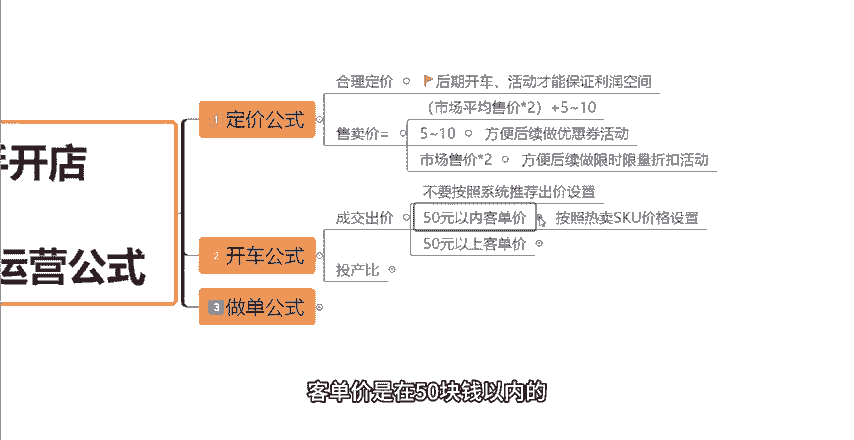 手开店
运营公式
1 定价公式
合理定价
后期开车、活动才能保证利润空间
售卖价=
（市场平均售价*2）+5~10
5~10
方便后续做优惠券活动
市场售价*2
方便后续做限时限量折扣活动
2 开车公式
成交出价
不要按照系统推荐出价设置
50元以内客单价
按照热卖SKU价格设置
50元以上客单价
投产比
3 做单公式
客单价是在50块钱以内的